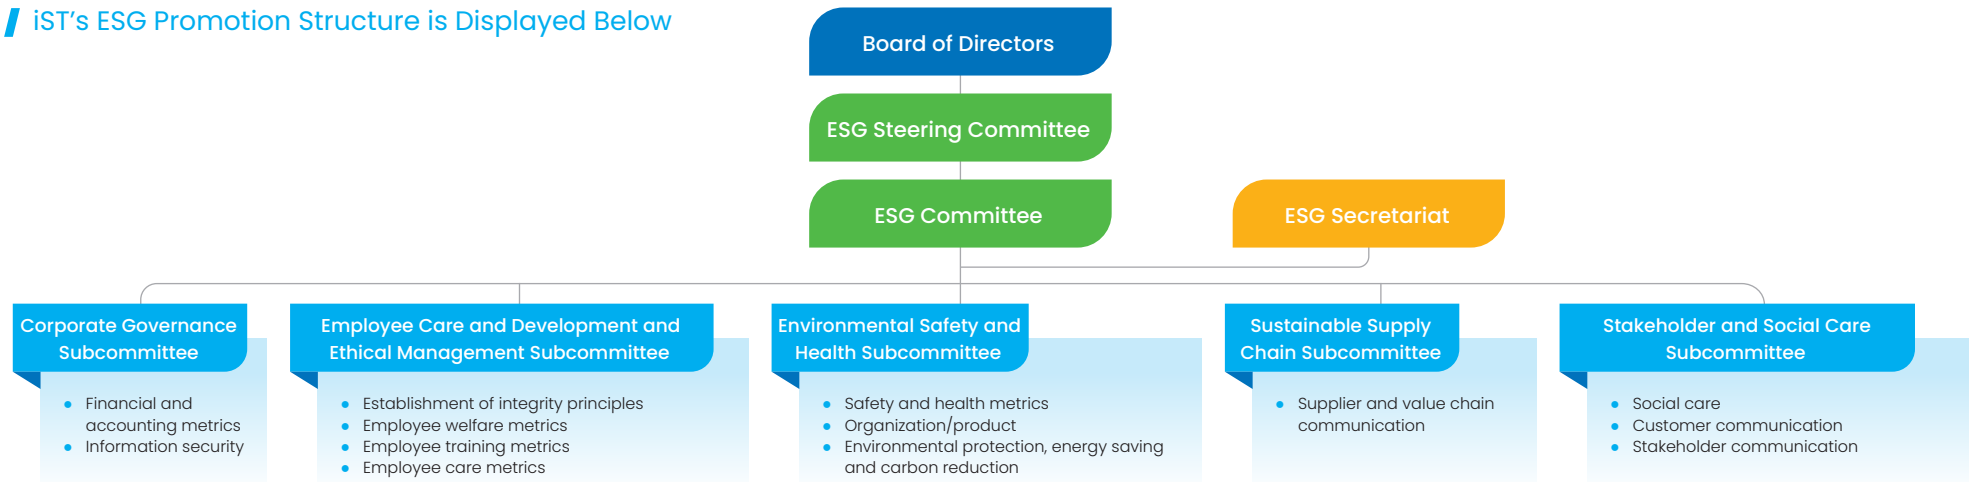 iST's ESG Promotion Structure is Displayed Below
Board of Directors
ESG Steering Committee
ESG Committee
ESG Secretariat
Corporate Governance
Subcommittee
• Financial and
accounting metrics
• Information security
Employee Care and Development and
Ethical Management Subcommittee
• Establishment of integrity principles
• Employee welfare metrics
• Employee training metrics
• Employee care metrics
Environmental Safety and
Health Subcommittee
• Safety and health metrics
• Organization/product
• Environmental protection, energy saving
and carbon reduction
Sustainable Supply
Chain Subcommittee
• Supplier and value chain
communication
Stakeholder and Social Care
Subcommittee
• Social care
• Customer communication
• Stakeholder communication